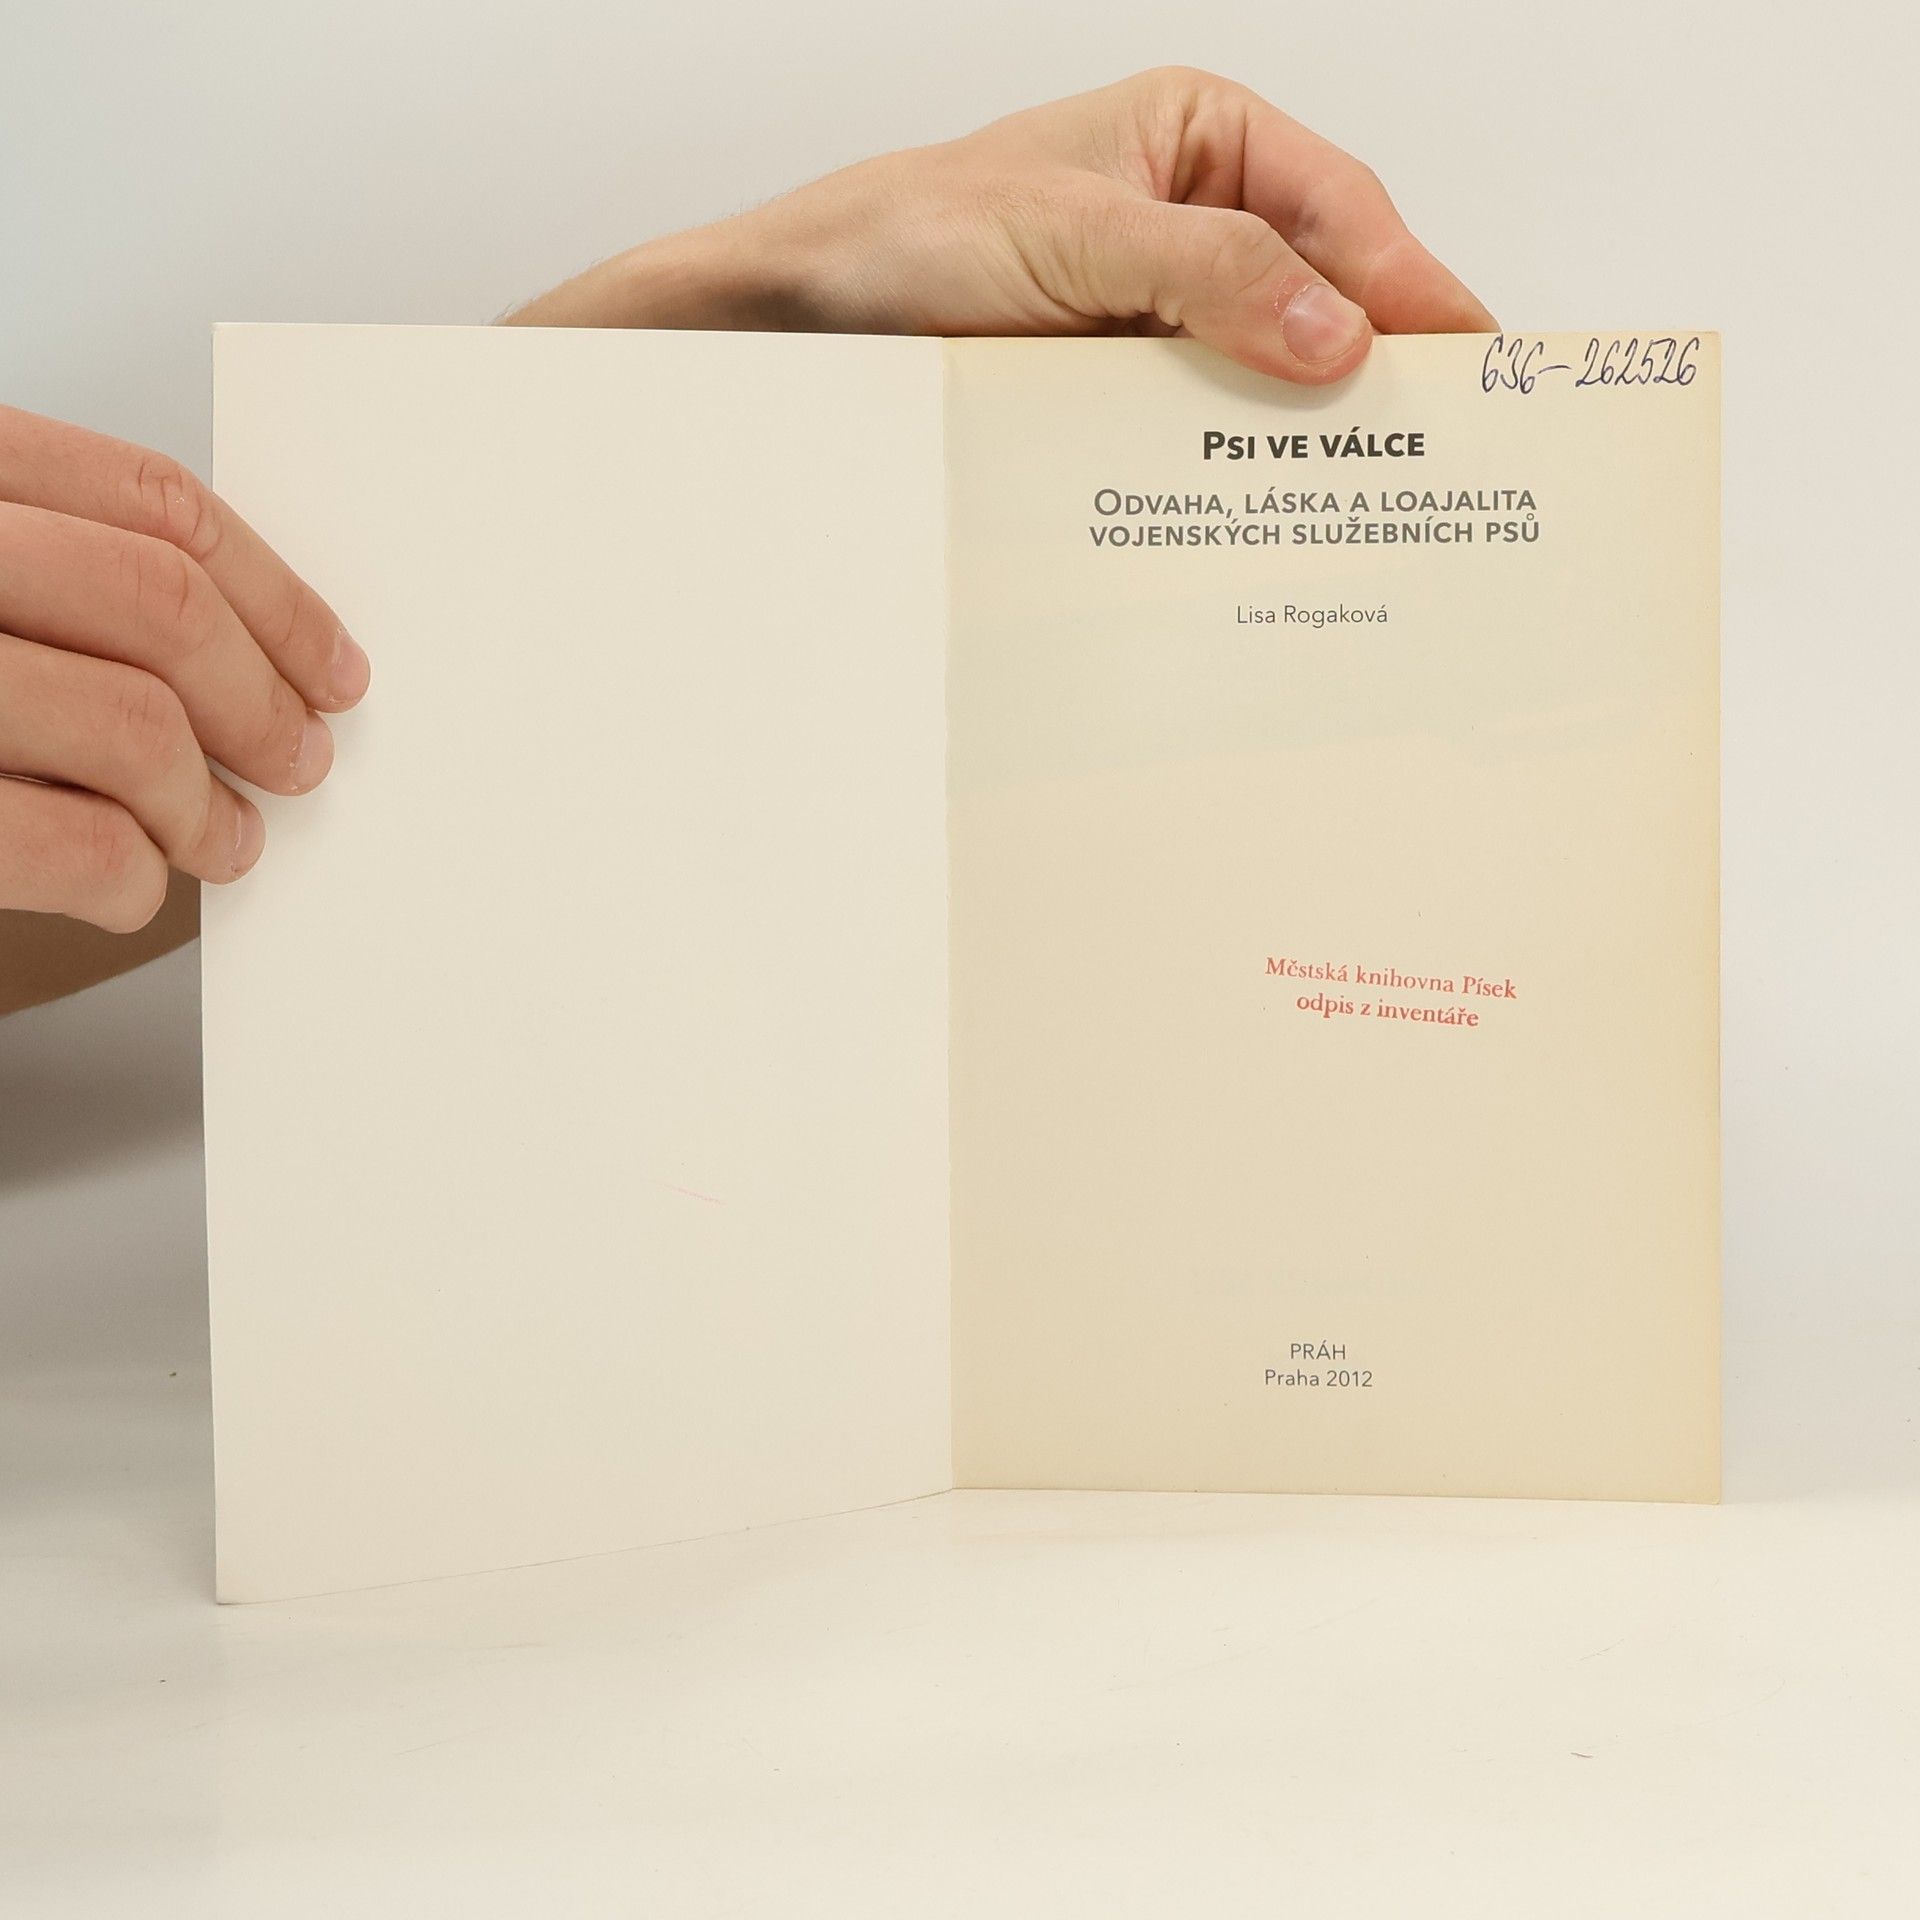 636-262526
Psi ve válce
Odvaha, láska a loajalita
vojenských služebních psů
Lisa Rogaková
Městská knihovna Písek
odpis z inventáře
PRÁH
Praha 2012